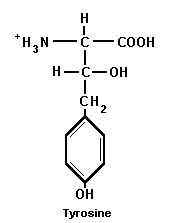 H
⁺H₃N — C — COOH
H — C — OH
CH₂
OH
Tyrosine